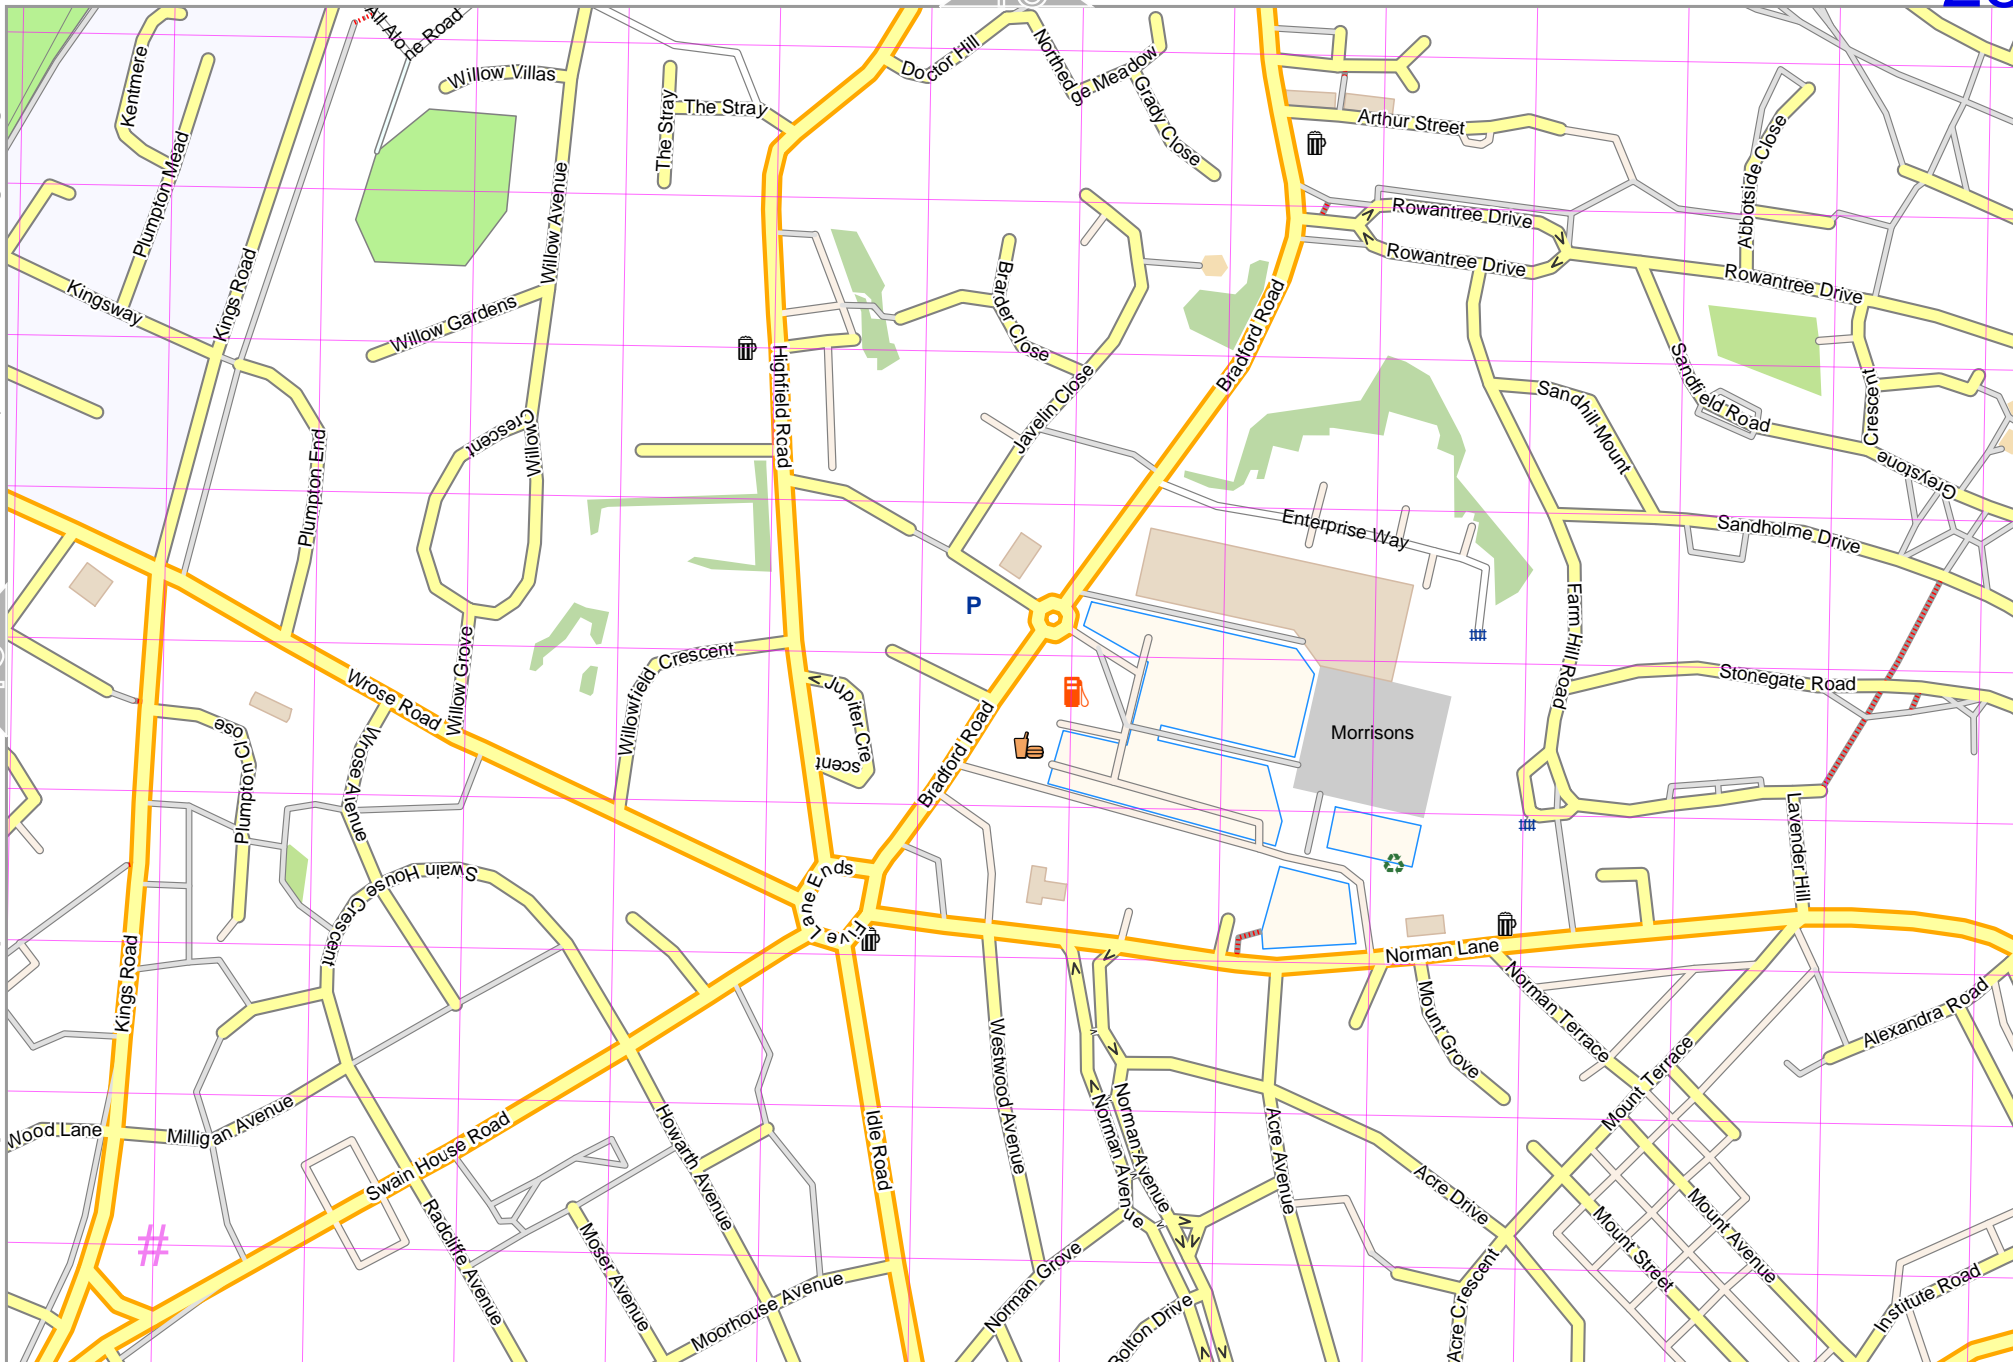 All Alo
ne Road
Doctor Hill
Northed
ge Meadow
Grady Close
Kentmere
Willow Villas
The Stray
The Stray
Arthur Street
Plumpton Mead
Willow Avenue
Abbotside Close
Rowantree Drive
Rowantree Drive
Rowantree Drive
Kingsway
Kings Road
Willow Gardens
Brander Close
Bradford Road
Highfield Road
Javelin Close
Sandfield Road
Sandhill Mount
Crescent
Greystone
Crescent
Willow
Plumpton End
Enterprise Way
Sandholme Drive
P
Farm Hill Road
Wrose Road
Willow Grove
Willowfield Crescent
Jupiter Cre
scent
Stonegate Road
Bradford Road
Morrisons
Plumpton Close
Wrose Avenue
Lavender Hill
Swain House Crescent
Five Lane Ends
Kings Road
Norman Lane
Norman Terrace
Mount Grove
Alexandra Road
Westwood Avenue
Mount Terrace
Wood Lane
Milligan Avenue
Swain House Road
Howarth Avenue
Idle Road
Norman Avenue
Norman Avenue
Acre Avenue
Acre Drive
Mount Avenue
Mount Street
#
Radcliffe Avenue
Moser Avenue
Moorhouse Avenue
Norman Grove
Bolton Drive
Acre Crescent
Institute Road